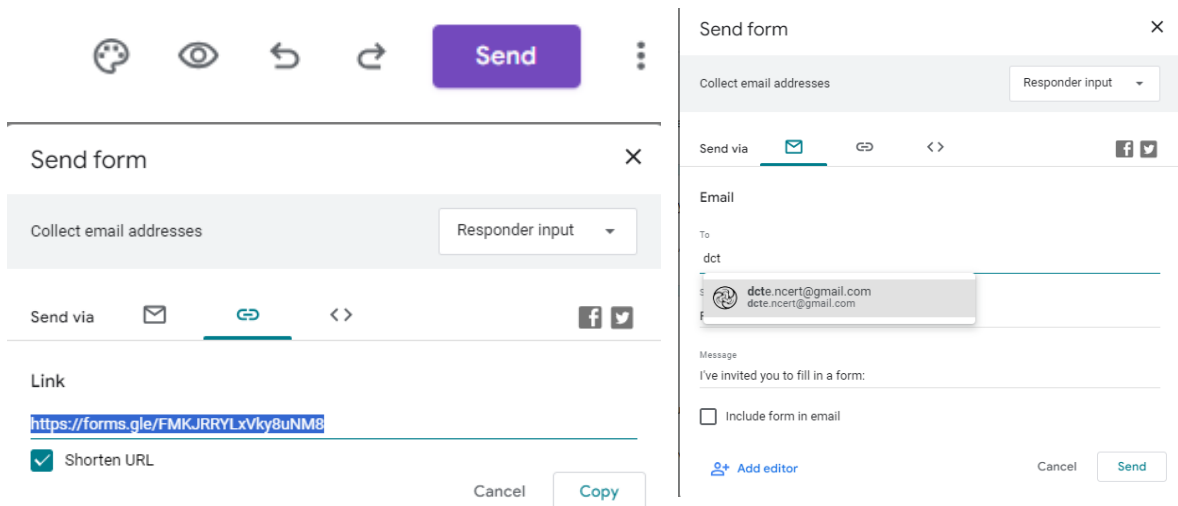 Send
Send form
Collect email addresses
Responder input
Send via
Link
https://forms.gle/FMKJRRYLxVky8uNM8
Shorten URL
Cancel
Copy
Send form
Collect email addresses
Responder input
Send via
Email
To
dct
dcte.ncert@gmail.com
dcte.ncert@gmail.com
Message
I've invited you to fill in a form:
Include form in email
Add editor
Cancel
Send